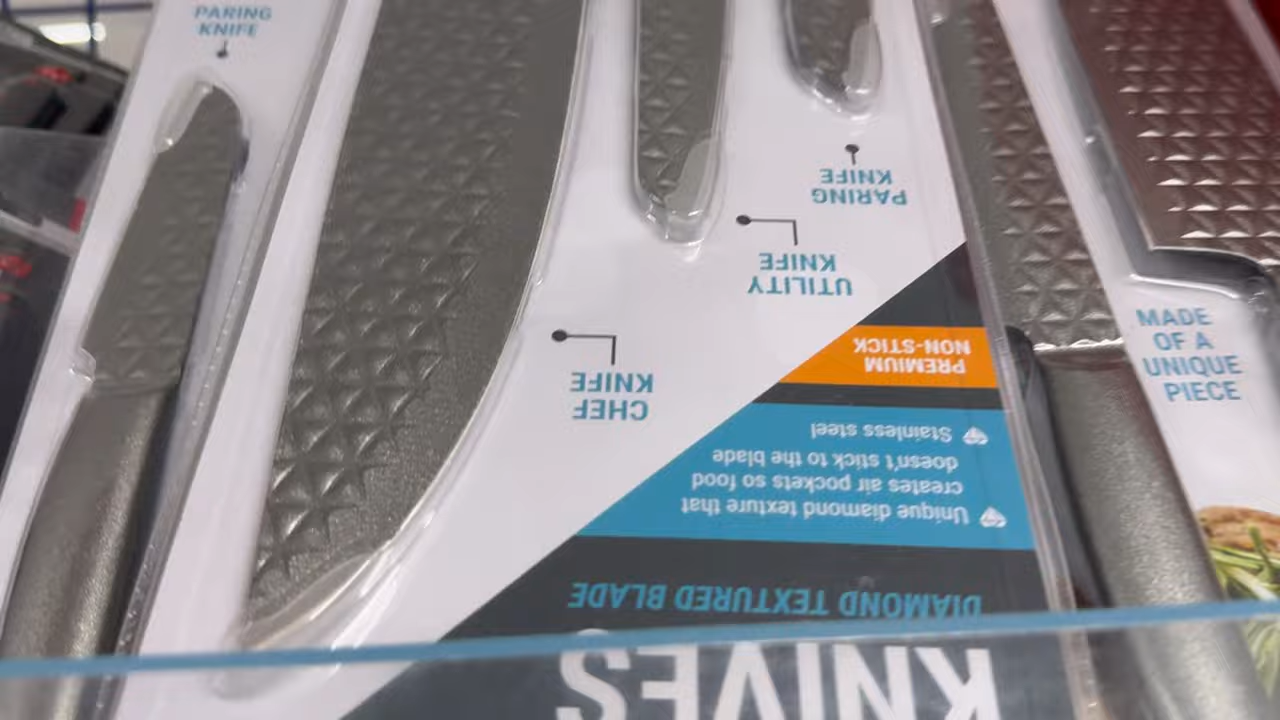 PARING
KNIFE
KNIVES
DIAMOND TEXTURED BLADE
Unique diamond texture that
creates air pockets so food
doesn't stick to the blade
Stainless steel
PREMIUM
NON-STICK
CHEF
KNIFE
UTILITY
KNIFE
PARING
KNIFE
MADE
OF A
UNIQUE
PIECE